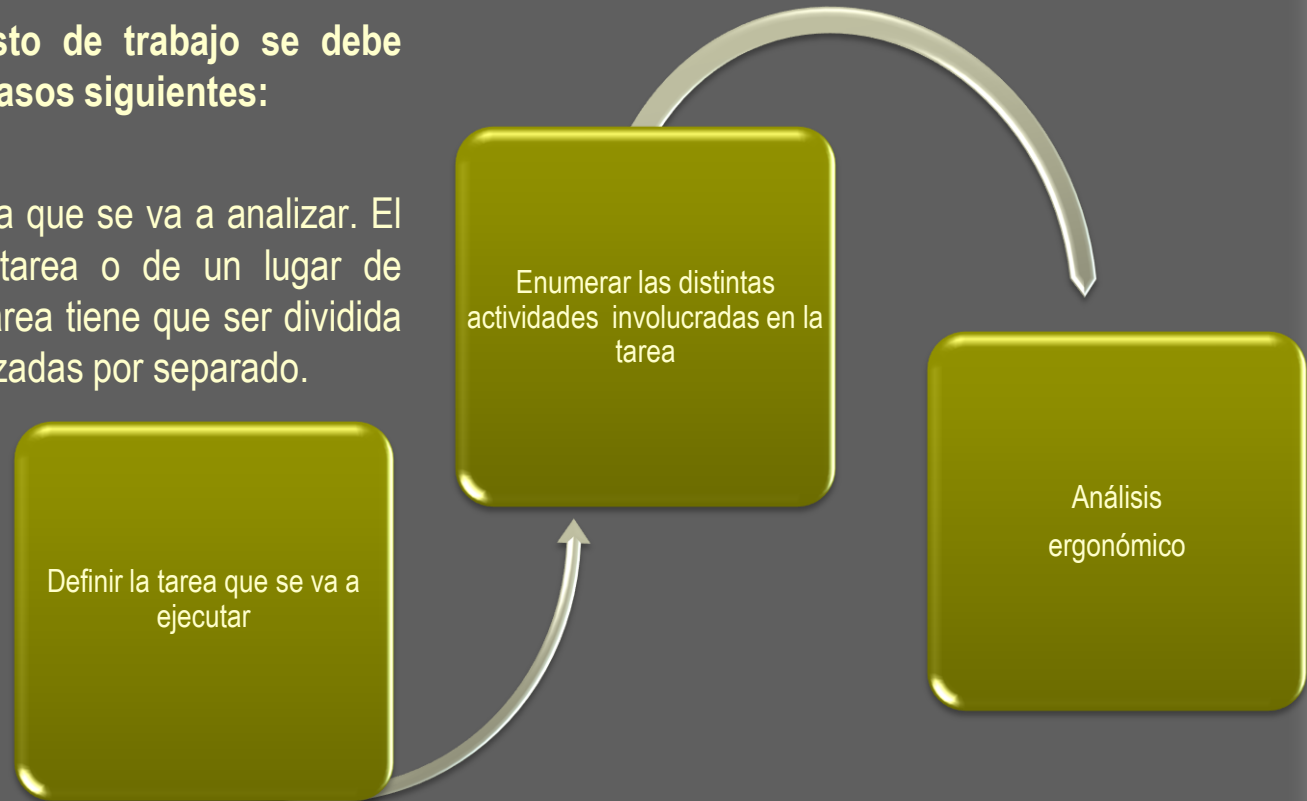 sto de trabajo se debe
asos siguientes:
a que se va a analizar. El
tarea o de un lugar de
area tiene que ser dividida
zadas por separado.
Enumerar las distintas
actividades involucradas en la
tarea
Definir la tarea que se va a
ejecutar
Análisis
ergonómico